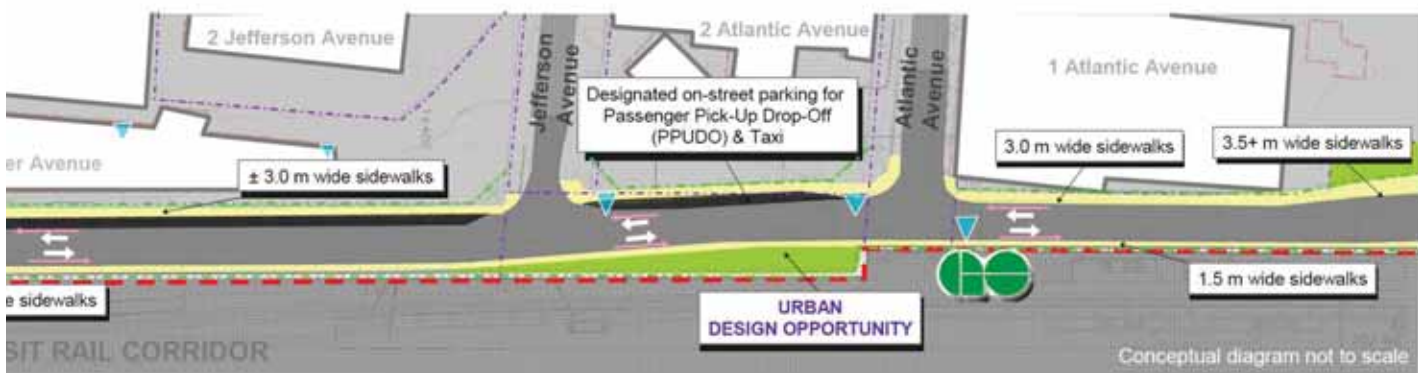 2 Jefferson Avenue
Jefferson
Avenue
2 Atlantic Avenue
Atlantic
Avenue
1 Atlantic Avenue
Designated on-street parking for
Passenger Pick-Up Drop-Off
(PPUDO) & Taxi
er Avenue
± 3.0 m wide sidewalks
3.0 m wide sidewalks
3.5+ m wide sidewalks
e sidewalks
URBAN
DESIGN OPPORTUNITY
GO
1.5 m wide sidewalks
SIT RAIL CORRIDOR
Conceptual diagram not to scale